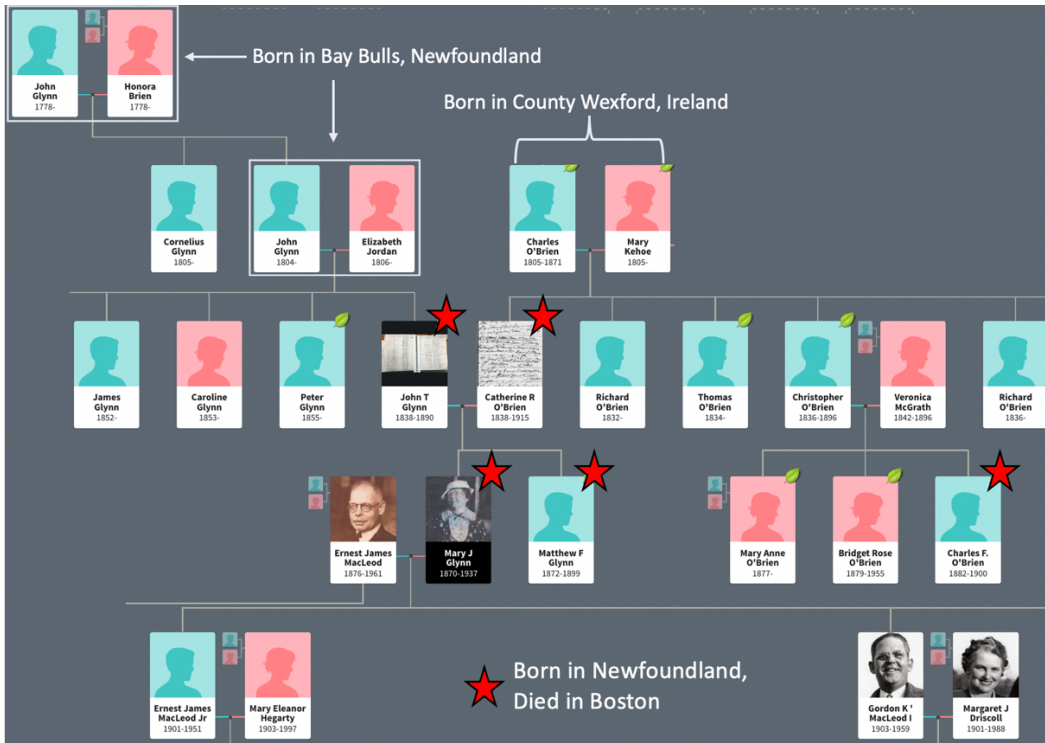 Born in Bay Bulls, Newfoundland
John
Glynn
1778-
Honora
Brien
1778-
Born in County Wexford, Ireland
Cornelius
Glynn
1805-
John
Glynn
1804-
Elizabeth
Jordan
1806-
Charles
O'Brien
1805-1871
Mary
Kehoe
1805-
James
Glynn
1852-
Caroline
Glynn
1853-
Peter
Glynn
1855-
John T
Glynn
1838-1890
Catherine R
O'Brien
1838-1915
Richard
O'Brien
1832-
Thomas
O'Brien
1834-
Christopher
O'Brien
1836-1896
Veronica
McGrath
1842-1896
Richard
O'Brien
1836-
Ernest James
MacLeod
1876-1961
Mary J
Glynn
1870-1937
Matthew F
Glynn
1872-1899
Mary Anne
O'Brien
1877-
Bridget Rose
O'Brien
1879-1955
Charles F.
O'Brien
1882-1900
Ernest James
MacLeod Jr
1901-1951
Mary Eleanor
Hegarty
1903-1997
Born in Newfoundland,
Died in Boston
Gordon K '
MacLeod I
1903-1959
Margaret J
Driscoll
1901-1988